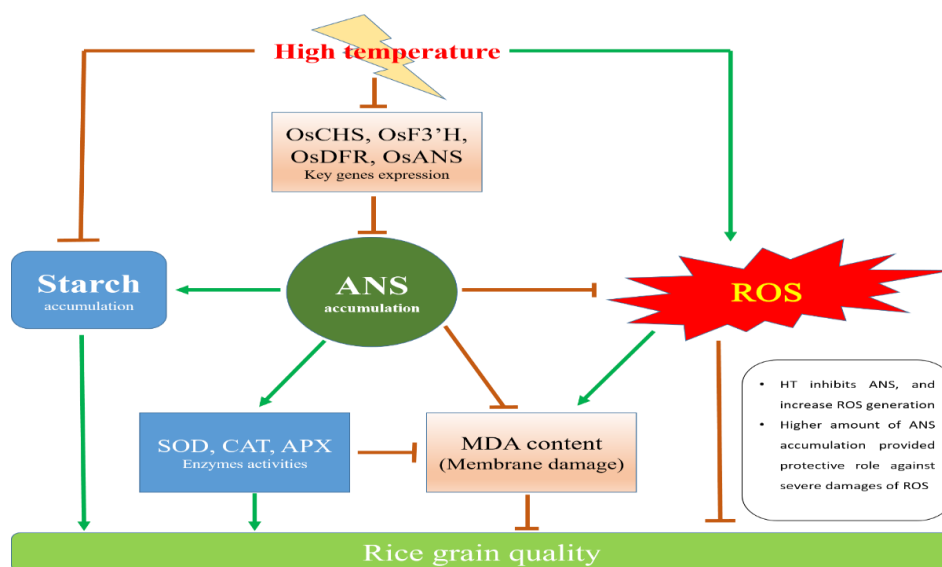 High temperature
OsCHS, OsF3'H,
OsDFR, OsANS
Key genes expression
Starch
accumulation
ANS
accumulation
ROS
SOD, CAT, APX
Enzymes activities
MDA content
(Membrane damage)
• HT inhibits ANS, and
increase ROS generation
• Higher amount of ANS
accumulation provided
protective role against
severe damages of ROS
Rice grain quality